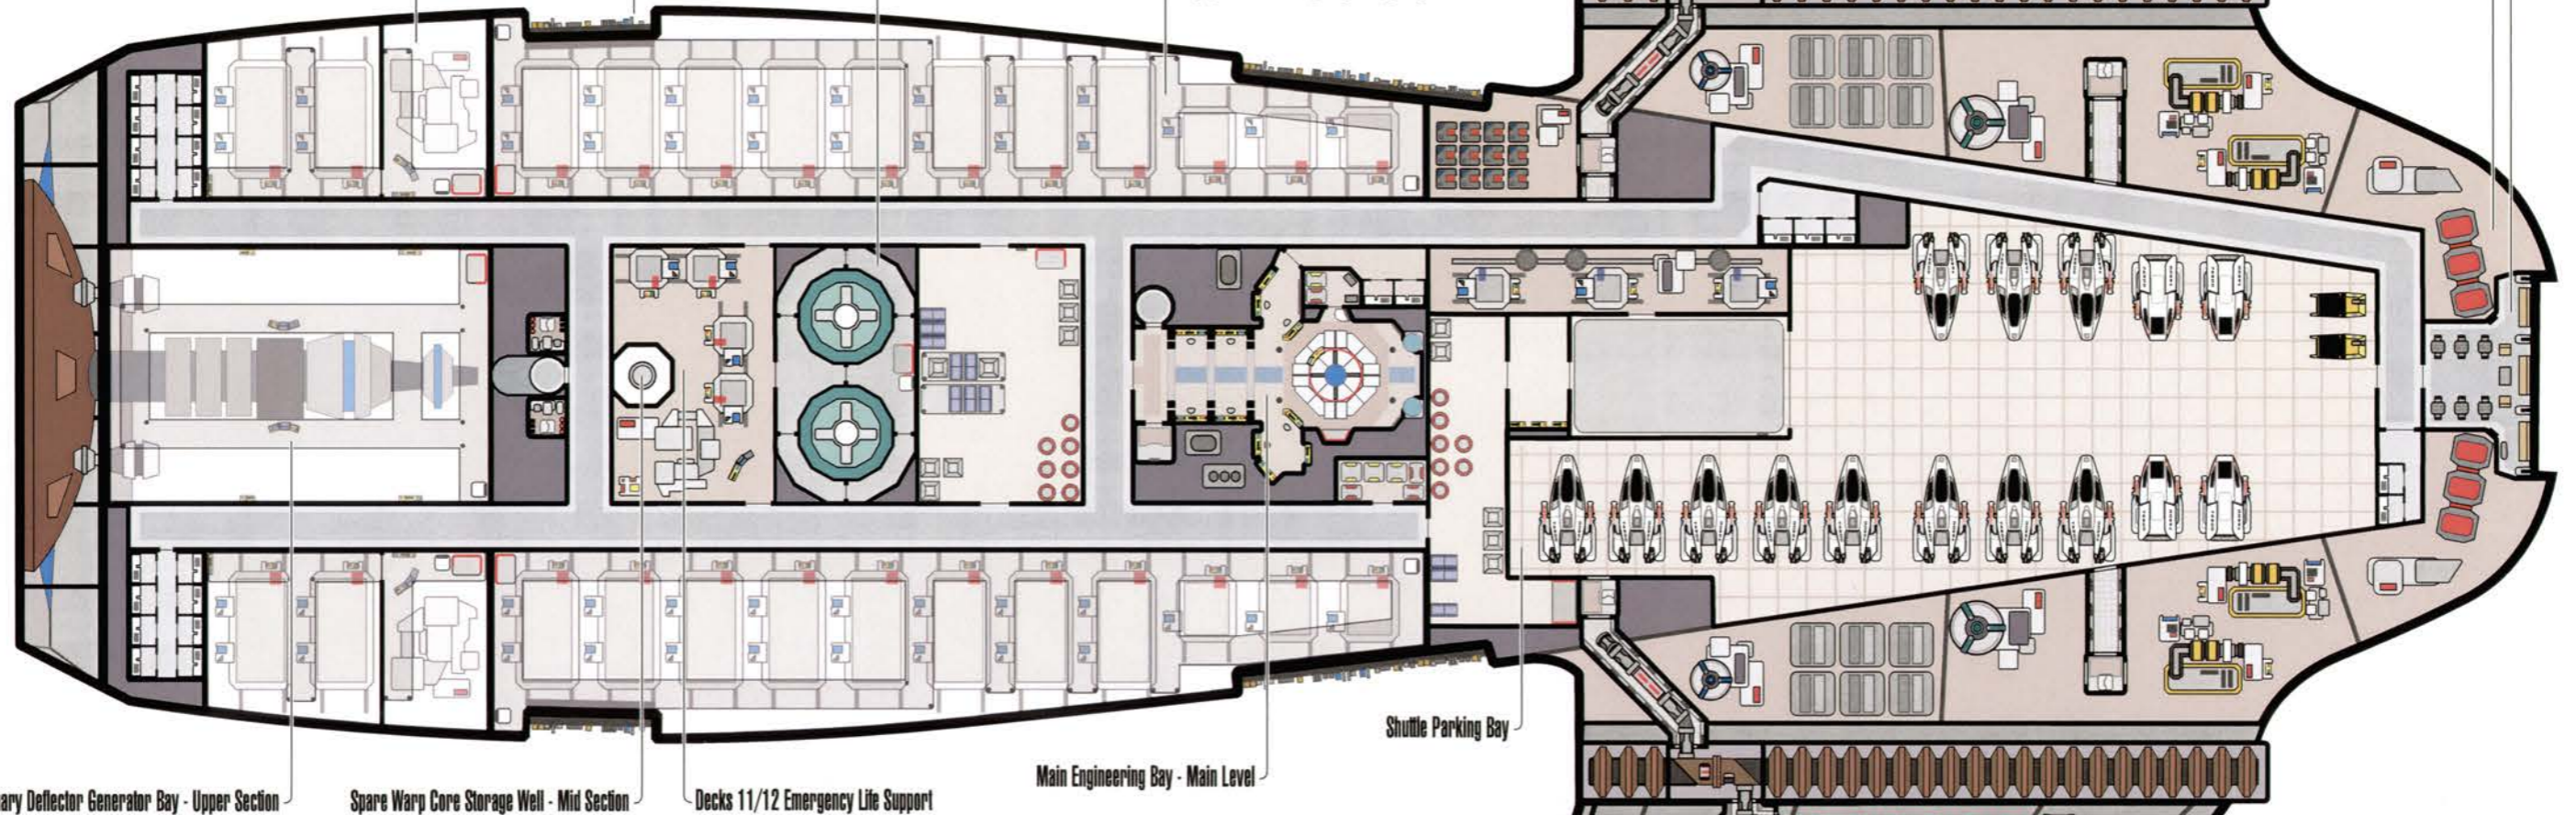 Shuttle Parking Bay
Main Engineering Bay - Main Level
ary Deflector Generator Bay - Upper Section
Spare Warp Core Storage Well - Mid Section
Decks 11/12 Emergency Life Support